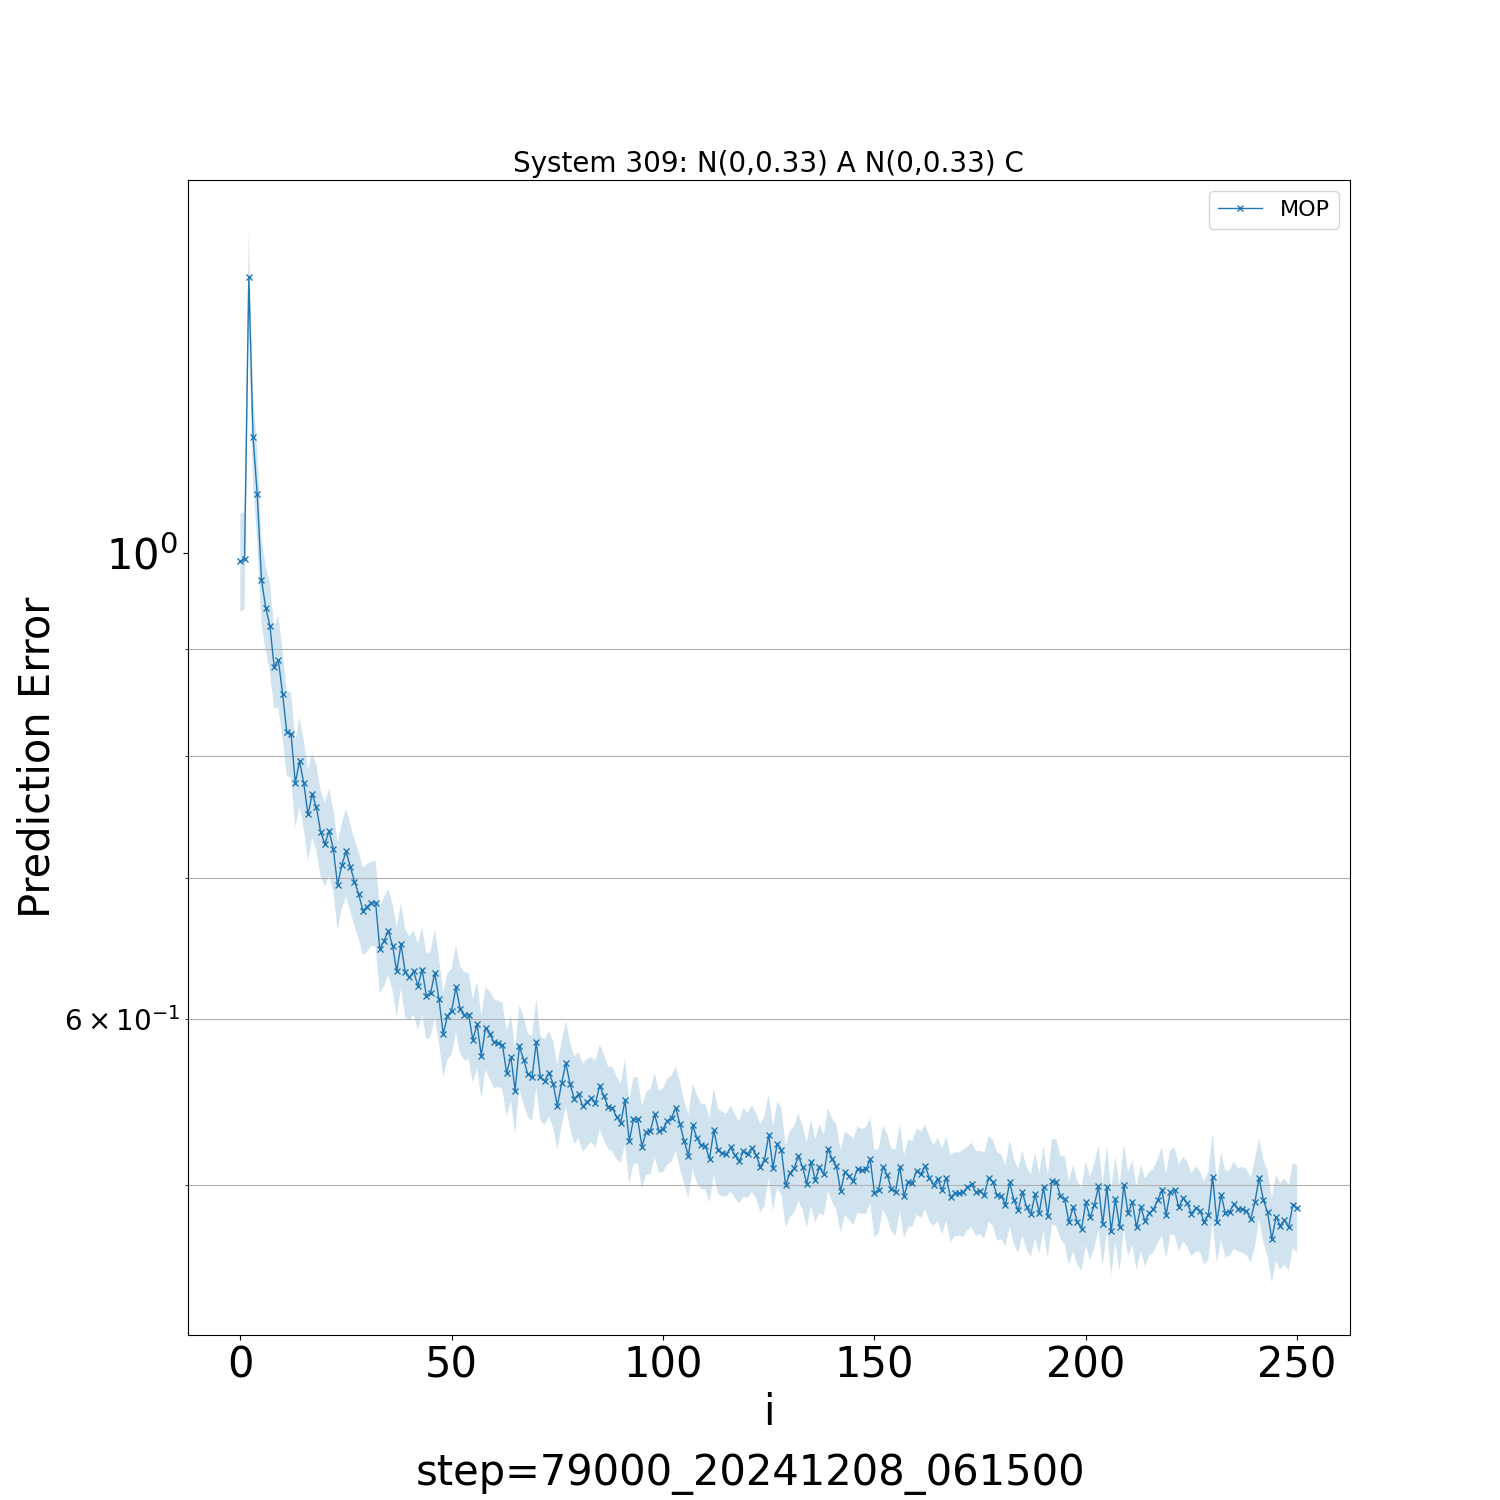 System 309: N(0,0.33) A N(0,0.33) C
MOP
10⁰
6 × 10⁻¹
Prediction Error
0 50 100 150 200 250
i
step=79000_20241208_061500